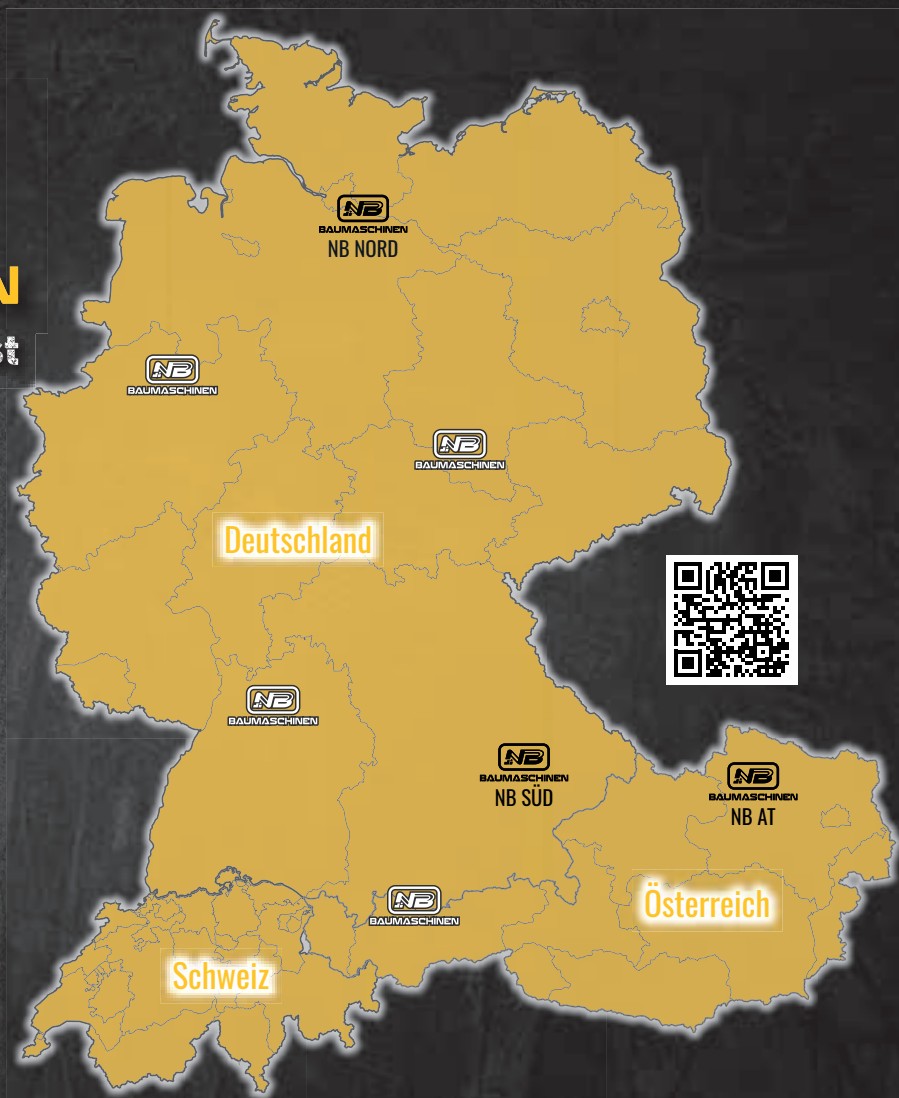 NB
BAUMASCHINEN
NB NORD
N
st
NB
BAUMASCHINEN
NB
BAUMASCHINEN
Deutschland
NB
BAUMASCHINEN
NB
BAUMASCHINEN
NB SÜD
NB
BAUMASCHINEN
NB AT
NB
BAUMASCHINEN
Österreich
Schweiz